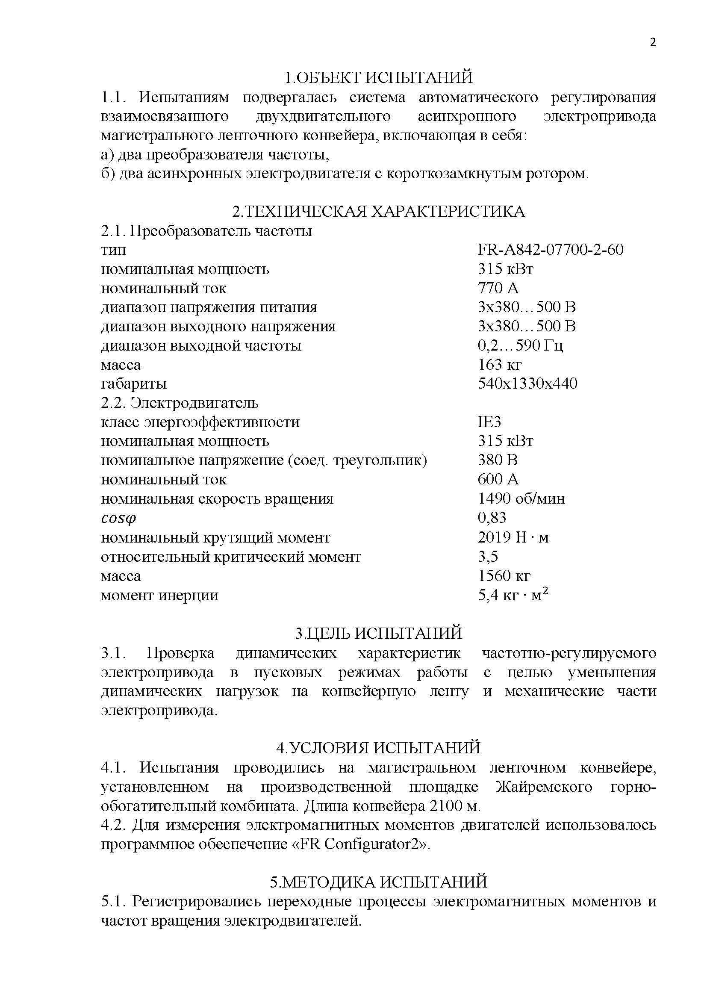 2
1.ОБЪЕКТ ИСПЫТАНИЙ
1.1. Испытаниям подвергалась система автоматического регулирования
взаимосвязанного двухдвигательного асинхронного электропривода
магистрального ленточного конвейера, включающая в себя:
а) два преобразователя частоты,
б) два асинхронных электродвигателя с короткозамкнутым ротором.
2.ТЕХНИЧЕСКАЯ ХАРАКТЕРИСТИКА
2.1. Преобразователь частоты
тип FR-A842-07700-2-60
номинальная мощность 315 кВт
номинальный ток 770 А
диапазон напряжения питания 3х380…500 В
диапазон выходного напряжения 3х380…500 В
диапазон выходной частоты 0,2…590 Гц
масса 163 кг
габариты 540х1330х440
2.2. Электродвигатель
класс энергоэффективности IE3
номинальная мощность 315 кВт
номинальное напряжение (соед. треугольник) 380 В
номинальный ток 600 А
номинальная скорость вращения 1490 об/мин
cosφ 0,83
номинальный крутящий момент 2019 Н · м
относительный критический момент 3,5
масса 1560 кг
момент инерции 5,4 кг · м²
3.ЦЕЛЬ ИСПЫТАНИЙ
3.1. Проверка динамических характеристик частотно-регулируемого
электропривода в пусковых режимах работы с целью уменьшения
динамических нагрузок на конвейерную ленту и механические части
электропривода.
4.УСЛОВИЯ ИСПЫТАНИЙ
4.1. Испытания проводились на магистральном ленточном конвейере,
установленном на производственной площадке Жайремского горно-
обогатительный комбината. Длина конвейера 2100 м.
4.2. Для измерения электромагнитных моментов двигателей использовалось
программное обеспечение «FR Configurator2».
5.МЕТОДИКА ИСПЫТАНИЙ
5.1. Регистрировались переходные процессы электромагнитных моментов и
частот вращения электродвигателей.